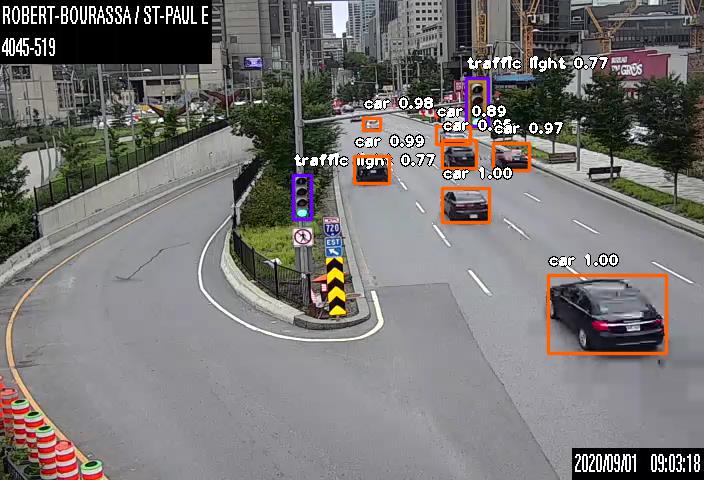 ROBERT-BOURASSA / ST-PAUL E
4045-519
traffic light 0.77
car 0.98
car 0.89
car 0.97
car 0.99
traffic light 0.77
car 1.00
720
EST
car 1.00
GROS
2020/09/01 09:03:18